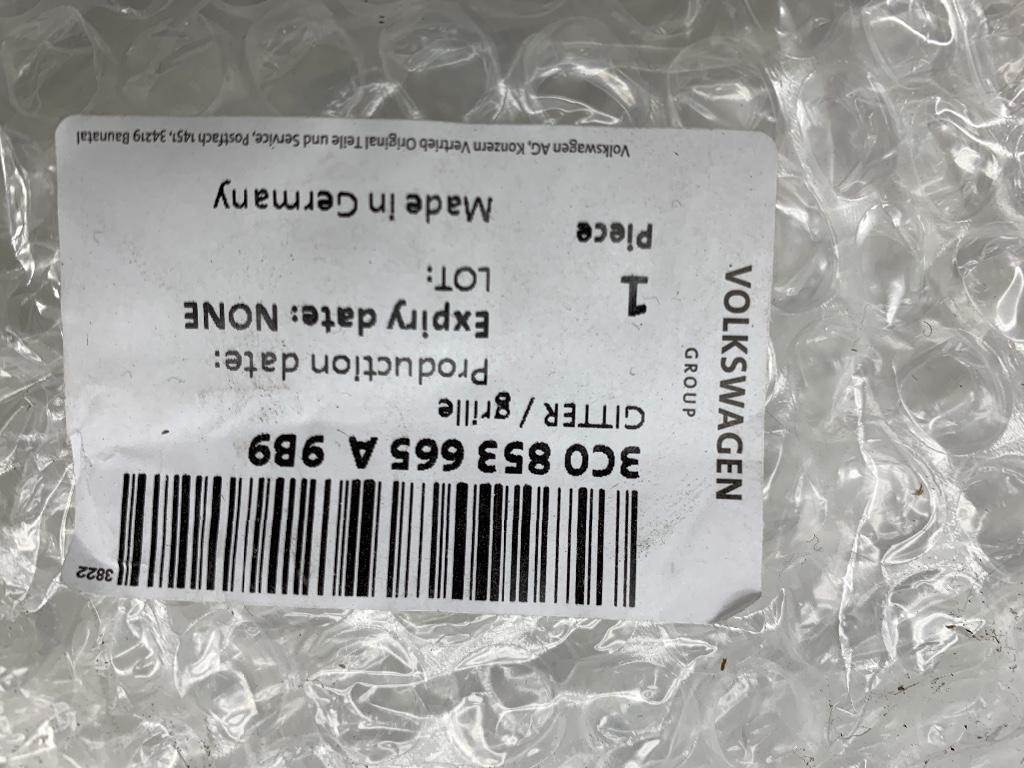 3822
3C0 853 665 A 9B9
GITTER / grille
Production date:
Expiry date: NONE
LOT:
1
Piece
Made in Germany
Volkswagen AG, Konzern Vertrieb Original Teile und Service, Postfach 1451, 34219 Baunatal
VOLKSWAGEN
GROUP